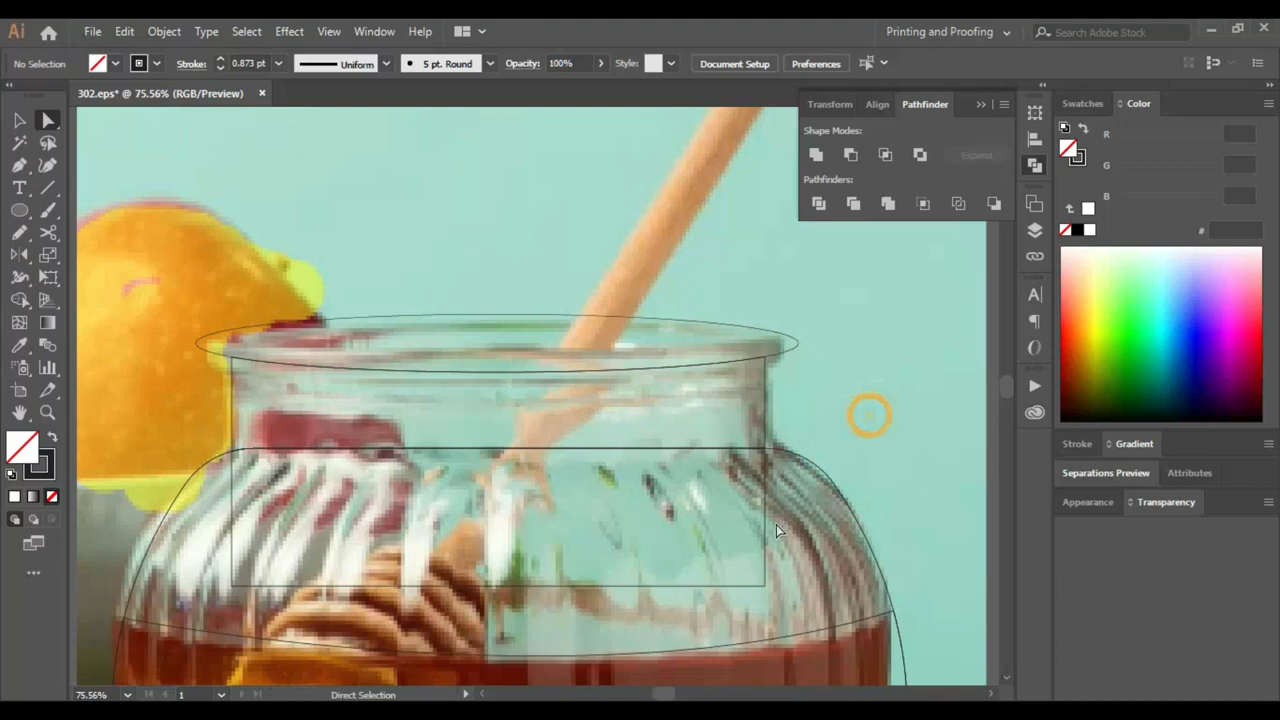 Ai File Edit Object Type Select Effect View Window Help Printing and Proofing Search Adobe Stock
No Selection Stroke: 0.873 pt Uniform 5 pt. Round Opacity: 100% Style: Document Setup Preferences
302.eps* @ 75.56% (RGB/Preview) ×
Transform Align Pathfinder
Shape Modes:
Expand
Pathfinders:
Swatches Color
R
G
B
#
Stroke Gradient
Separations Preview Attributes
Appearance Transparency
75.56% 1 Direct Selection